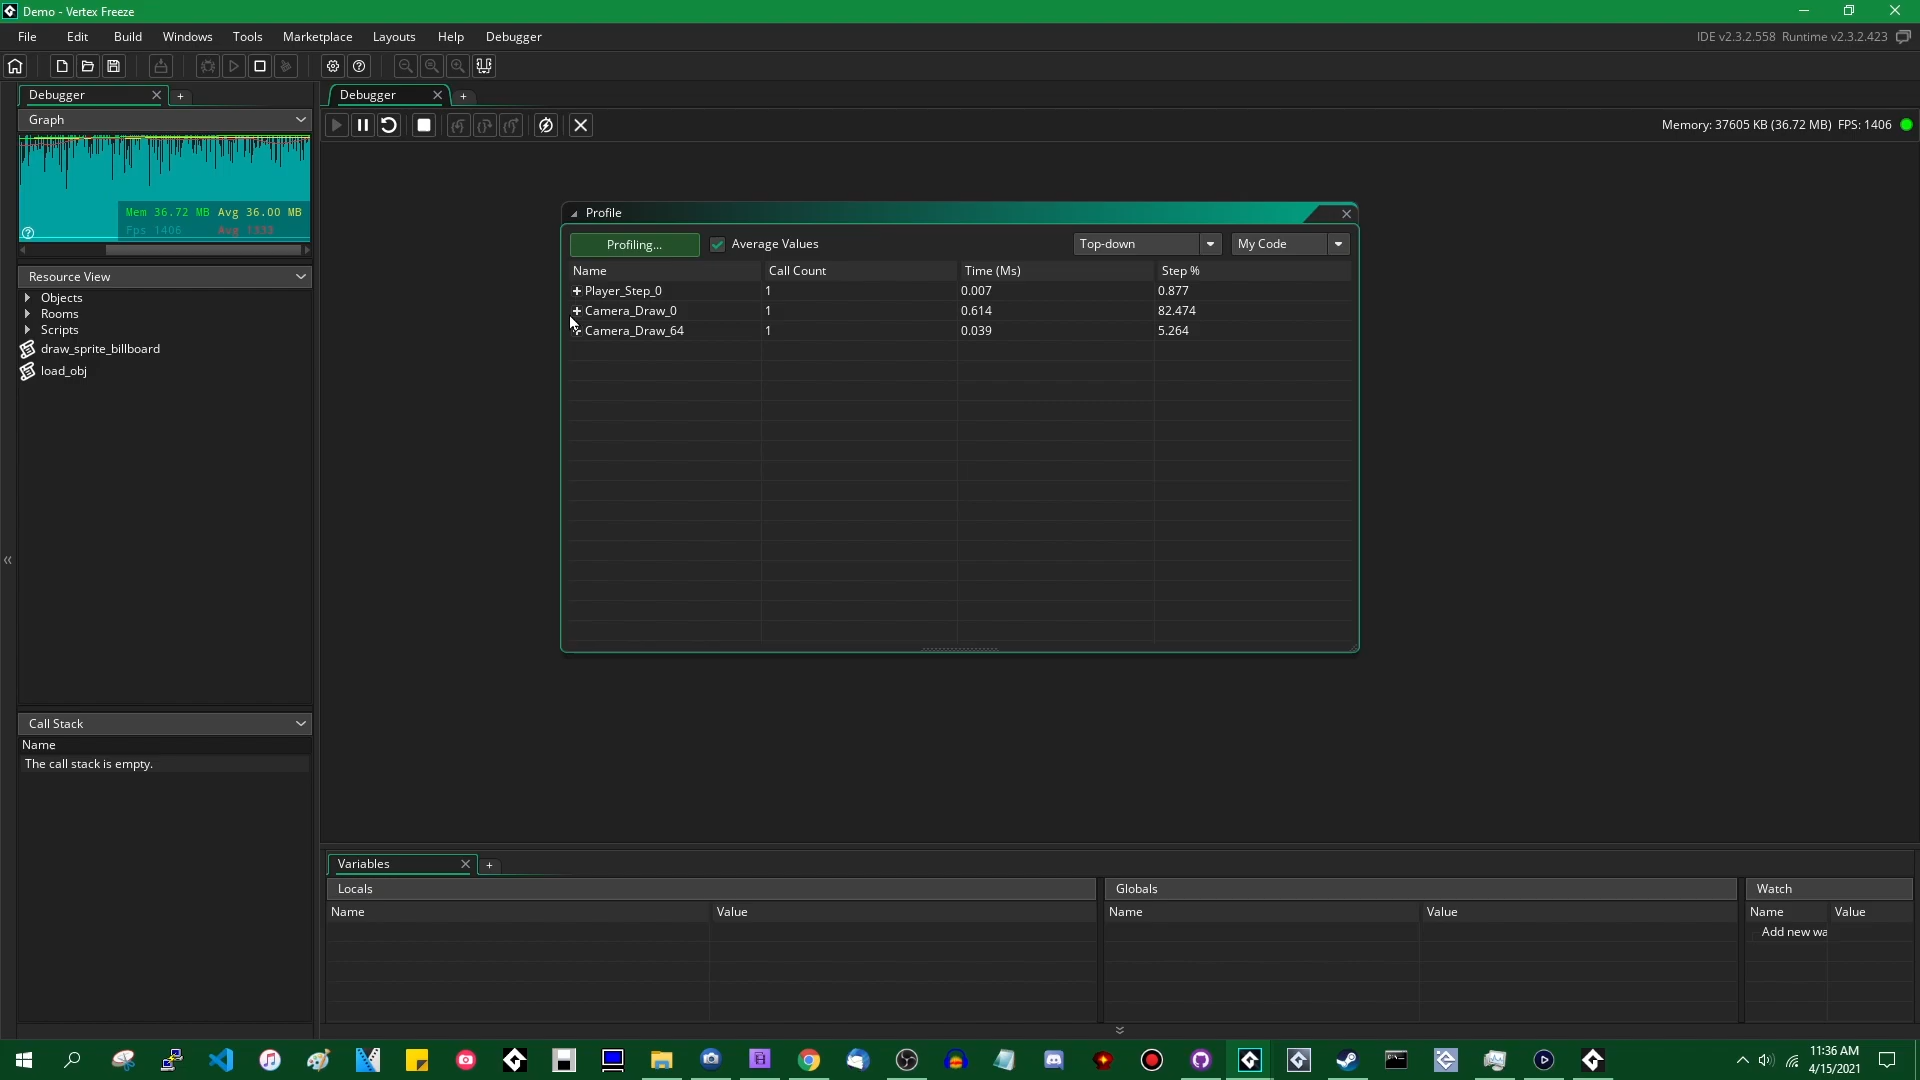 Demo - Vertex Freeze
File Edit Build Windows Tools Marketplace Layouts Help Debugger
IDE v2.3.2.558 Runtime v2.3.2.423
Debugger
Debugger
Graph
Memory: 37605 KB (36.72 MB) FPS: 1406
Mem 36.72 MB Avg 36.00 MB
Fps 1406 Avg 1333
Profile
Profiling... Average Values Top-down My Code
Name Call Count Time (Ms) Step %
Player_Step_0 1 0.007 0.877
Camera_Draw_0 1 0.614 82.474
Camera_Draw_64 1 0.039 5.264
Resource View
Objects
Rooms
Scripts
draw_sprite_billboard
load_obj
Call Stack
Name
The call stack is empty.
Variables
Locals Globals Watch
Name Value Name Value Name Value
Add new wa
11:36 AM
4/15/2021